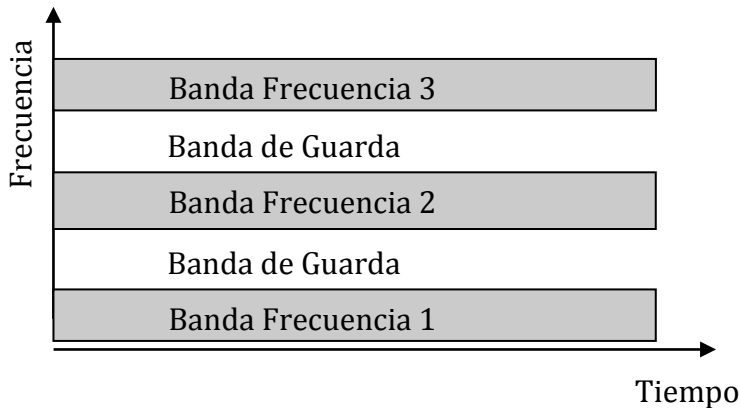 Frecuencia
Banda Frecuencia 3
Banda de Guarda
Banda Frecuencia 2
Banda de Guarda
Banda Frecuencia 1
Tiempo